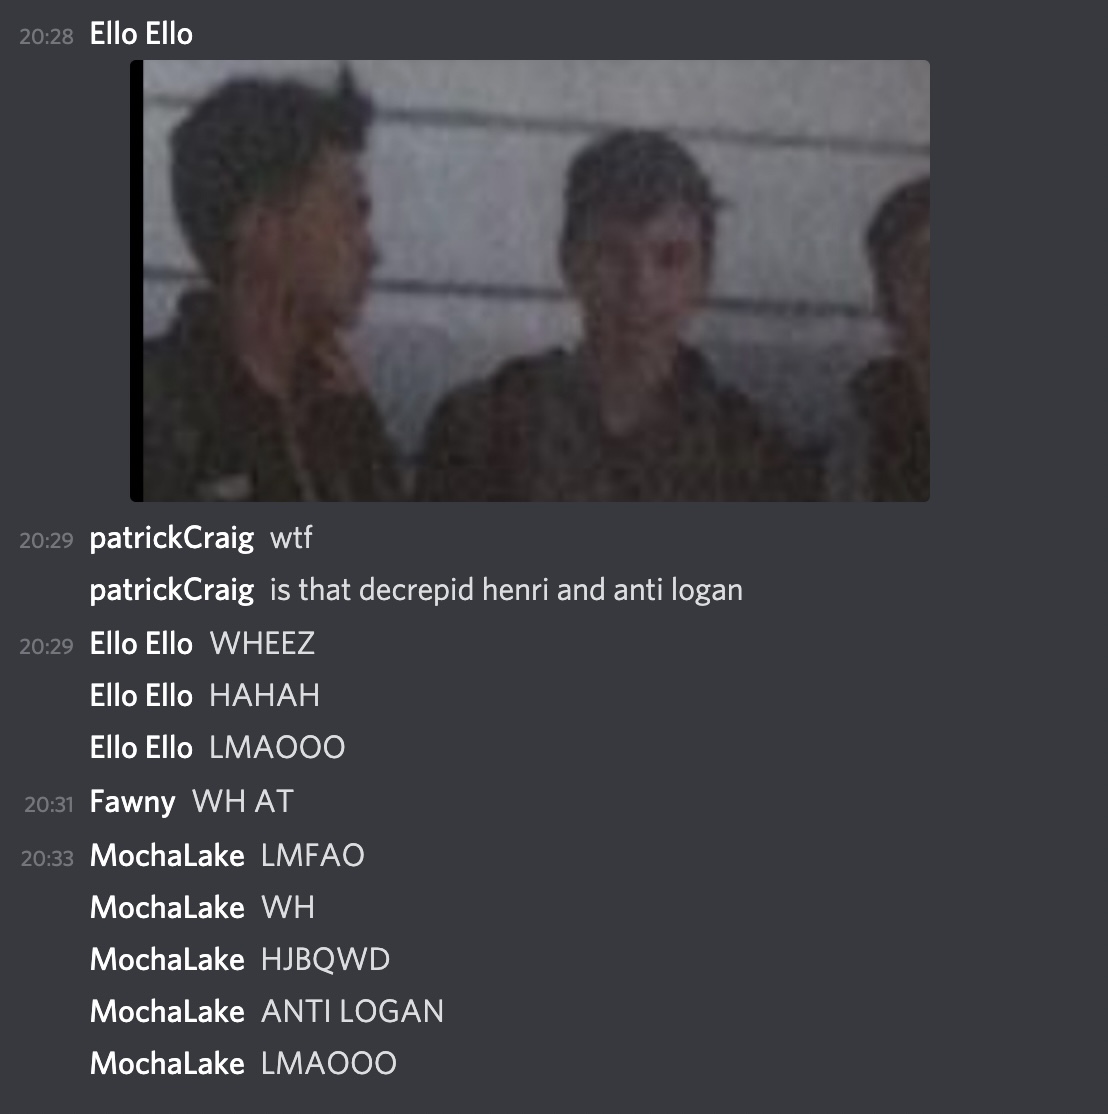 20:28 Ello Ello
20:29 patrickCraig wtf
patrickCraig is that decrepid henri and anti logan
20:29 Ello Ello WHEEZ
Ello Ello HAHAH
Ello Ello LMAOOO
20:31 Fawny WH AT
20:33 MochaLake LMFAO
MochaLake WH
MochaLake HJBQWD
MochaLake ANTI LOGAN
MochaLake LMAOOO